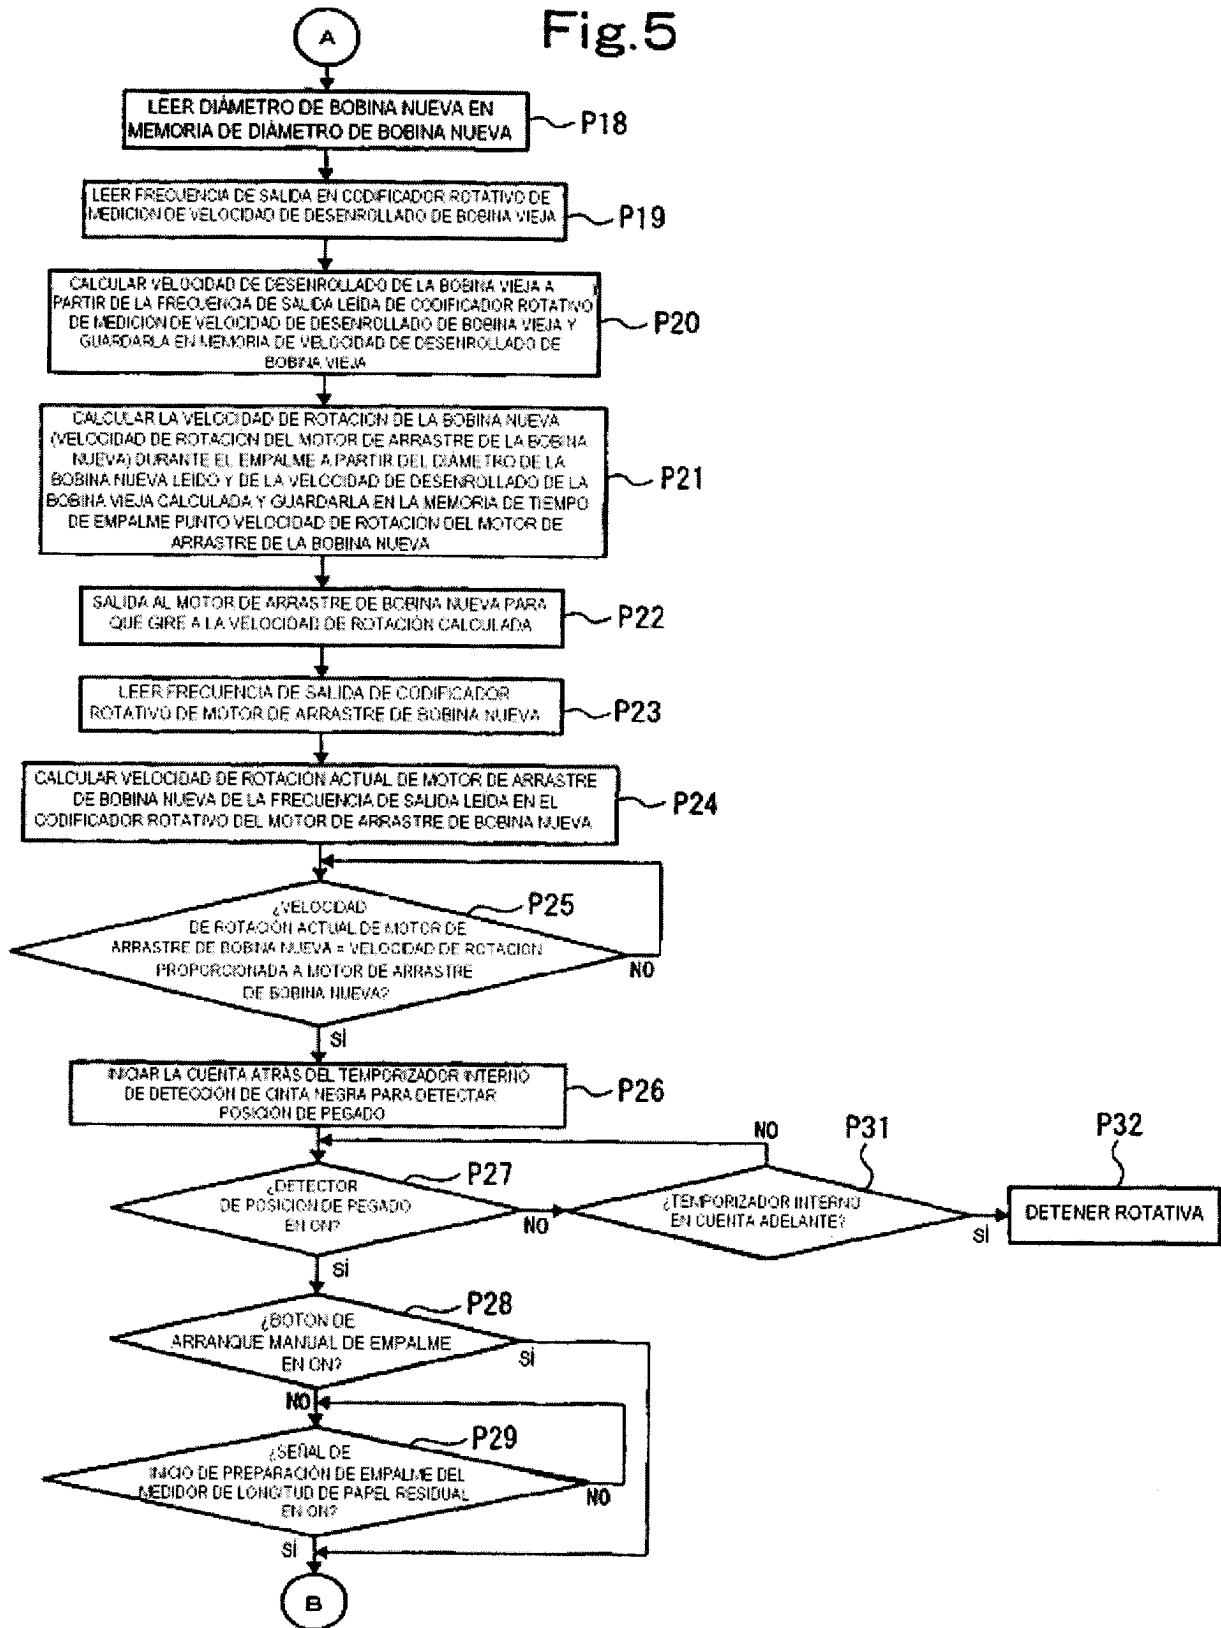 Fig.5
A
LEER DIÁMETRO DE BOBINA NUEVA EN
MEMORIA DE DIÁMETRO DE BOBINA NUEVA
P18
LEER FRECUENCIA DE SALIDA EN CODIFICADOR ROTATIVO DE
MEDICION DE VELOCIDAD DE DESENROLLADO DE BOBINA VIEJA
P19
CALCULAR VELOCIDAD DE DESENROLLADO DE LA BOBINA VIEJA A
PARTIR DE LA FRECUENCIA DE SALIDA LEÍDA DE CODIFICADOR ROTATIVO
DE MEDICION DE VELOCIDAD DE DESENROLLADO DE BOBINA VIEJA Y
GUARDARLA EN MEMORIA DE VELOCIDAD DE DESENROLLADO DE
BOBINA VIEJA
P20
CALCULAR LA VELOCIDAD DE ROTACION DE LA BOBINA NUEVA
(VELOCIDAD DE ROTACION DEL MOTOR DE ARRASTRE DE LA BOBINA
NUEVA) DURANTE EL EMPALME A PARTIR DEL DIÁMETRO DE LA
BOBINA NUEVA LEIDO Y DE LA VELOCIDAD DE DESENROLLADO DE LA
BOBINA VIEJA CALCULADA Y GUARDARLA EN LA MEMORIA DE TIEMPO
DE EMPALME PUNTO VELOCIDAD DE ROTACIÓN DEL MOTOR DE
ARRASTRE DE LA BOBINA NUEVA
P21
SALIDA AL MOTOR DE ARRASTRE DE BOBINA NUEVA PARA
QUE GIRE A LA VELOCIDAD DE ROTACIÓN CALCULADA
P22
LEER FRECUENCIA DE SALIDA DE CODIFICADOR
ROTATIVO DE MOTOR DE ARRASTRE DE BOBINA NUEVA
P23
CALCULAR VELOCIDAD DE ROTACION ACTUAL DE MOTOR DE ARRASTRE
DE BOBINA NUEVA DE LA FRECUENCIA DE SALIDA LEIDA EN EL
CODIFICADOR ROTATIVO DEL MOTOR DE ARRASTRE DE BOBINA NUEVA
P24
¿VELOCIDAD
DE ROTACIÓN ACTUAL DE MOTOR DE
ARRASTRE DE BOBINA NUEVA = VELOCIDAD DE ROTACION
PROPORCIONADA A MOTOR DE ARRASTRE
DE BOBINA NUEVA?
P25
NO
SÍ
INICIAR LA CUENTA ATRÁS DEL TEMPORIZADOR INTERNO
DE DETECCIÓN DE CINTA NEGRA PARA DETECTAR
POSICIÓN DE PEGADO
P26
¿DETECTOR
DE POSICIÓN DE PEGADO
EN ON?
P27
NO
SÍ
NO
¿TEMPORIZADOR INTERNO
EN CUENTA ADELANTE?
P31
SÍ
DETENER ROTATIVA
P32
¿BOTON DE
ARRANQUE MANUAL DE EMPALME
EN ON?
P28
SÍ
NO
¿SEÑAL DE
INICIO DE PREPARACIÓN DE EMPALME DEL
MEDIDOR DE LONGITUD DE PAPEL RESIDUAL
EN ON?
P29
NO
SÍ
B